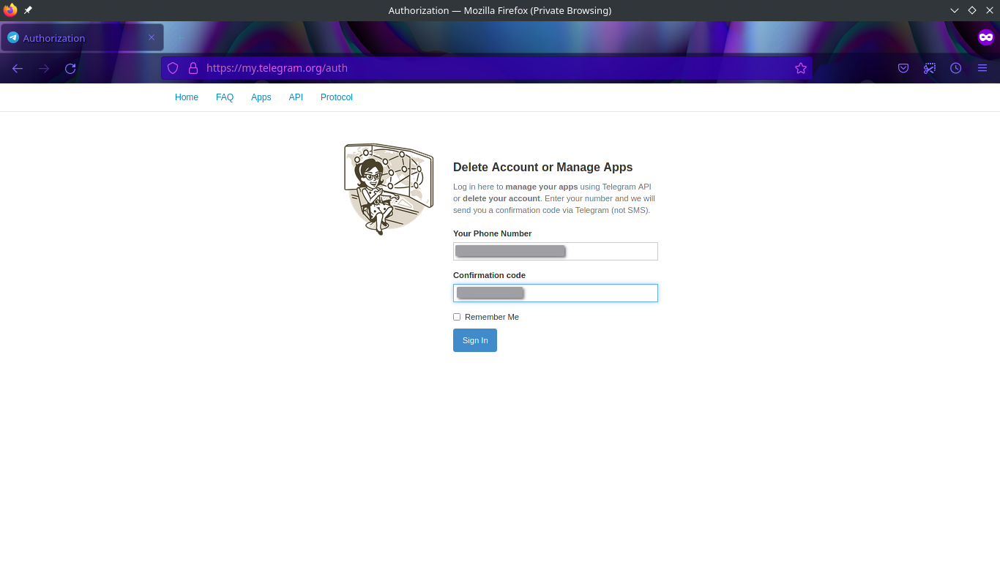 Authorization — Mozilla Firefox (Private Browsing)
Authorization
https://my.telegram.org/auth
Home FAQ Apps API Protocol
Delete Account or Manage Apps
Log in here to manage your apps using Telegram API
or delete your account. Enter your number and we will
send you a confirmation code via Telegram (not SMS).
Your Phone Number
Confirmation code
Remember Me
Sign In